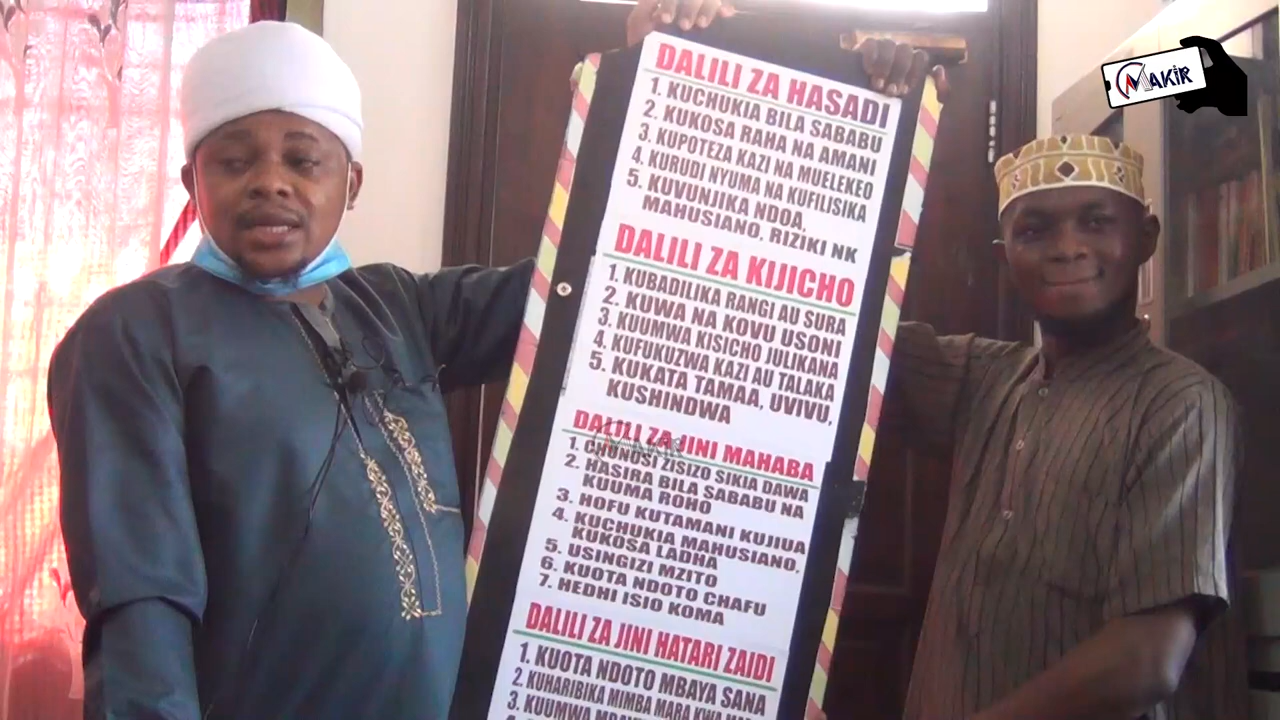 MAKIR
DALILI ZA HASADI
1. KUCHUKIA BILA SABABU
2. KUKOSA RAHA NA AMANI
3. KUPOTEZA KAZI NA MUELEKEO
4. KURUDI NYUMA NA KUFILISIKA
5. KUVUNJIKA NDOA,
MAHUSIANO, RIZIKI NK
DALILI ZA KIJICHO
1. KUBADILIKA RANGI AU SURA
2. KUWA NA KOVU USONI
3. KUUMWA KISICHO JULIKANA
4. KUFUKUZWA KAZI AU TALAKA
5. KUKATA TAMAA, UVIVU,
KUSHINDWA
DALILI ZA JINI MAHABA
MAKIR
1. CHUNUSI ZISIZO SIKIA DAWA
2. HASIRA BILA SABABU NA
KUUMA ROHO
3. HOFU KUTAMANI KUJIUA
4. KUCHUKIA MAHUSIANO,
KUKOSA LADHA
5. USINGIZI MZITO
6. KUOTA NDOTO CHAFU
7. HEDHI ISIO KOMA
DALILI ZA JINI HATARI ZAIDI
1. KUOTA NDOTO MBAYA SANA
2. KUHARIBIKA MIMBA MARA KWA
3. KUUMWA